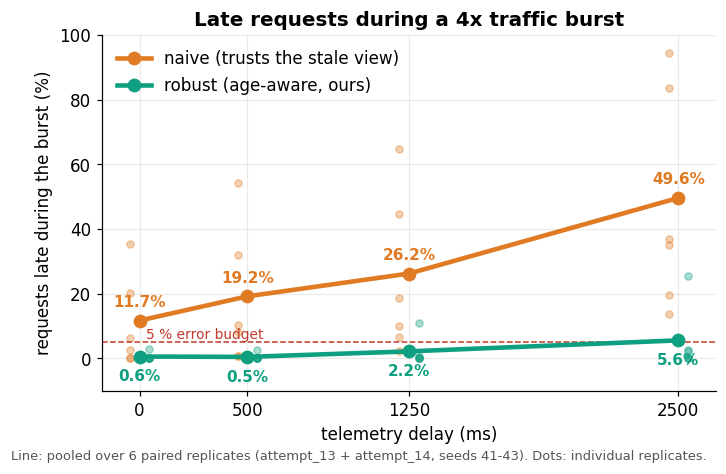 Late requests during a 4x traffic burst
requests late during the burst (%)
100
80
60
40
20
0
naive (trusts the stale view)
robust (age-aware, ours)
11.7%
19.2%
26.2%
49.6%
5 % error budget
0.6%
0.5%
2.2%
5.6%
0
500
1250
2500
telemetry delay (ms)
Line: pooled over 6 paired replicates (attempt_13 + attempt_14, seeds 41-43). Dots: individual replicates.